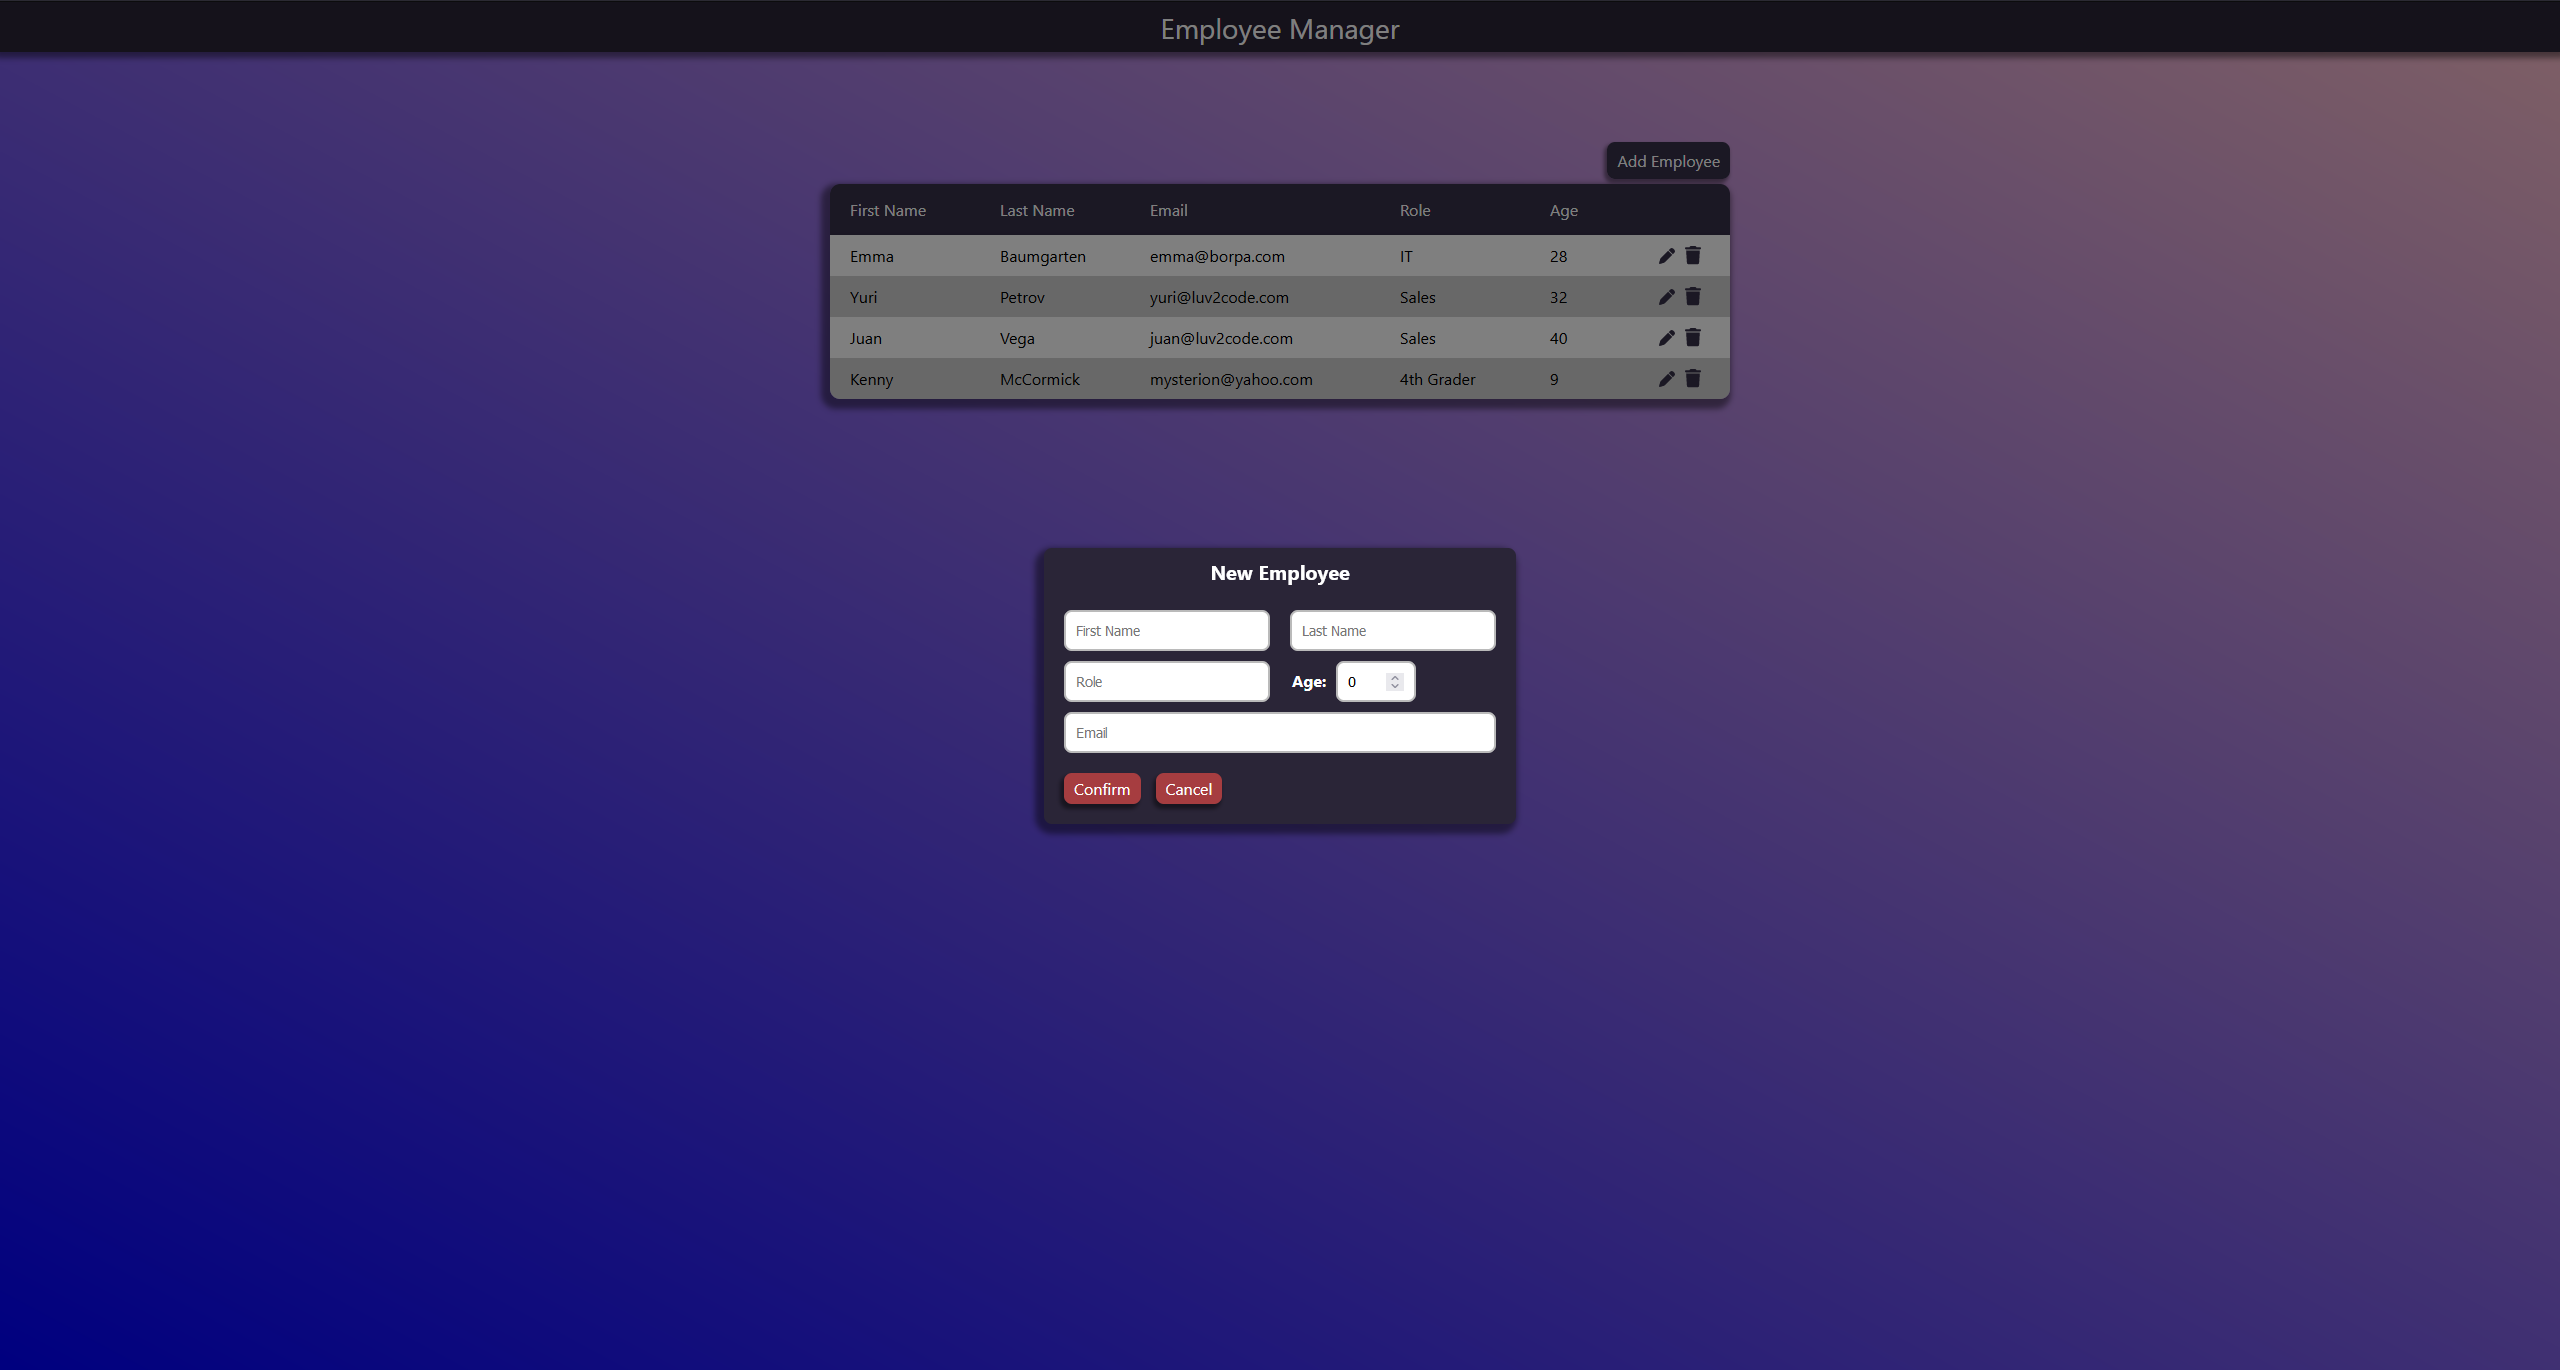 Employee Manager
Add Employee
First Name Last Name Email Role Age
Emma Baumgarten emma@borpa.com IT 28
Yuri Petrov yuri@luv2code.com Sales 32
Juan Vega juan@luv2code.com Sales 40
Kenny McCormick mysterion@yahoo.com 4th Grader 9
New Employee
First Name Last Name
Role Age: 0
Email
Confirm Cancel